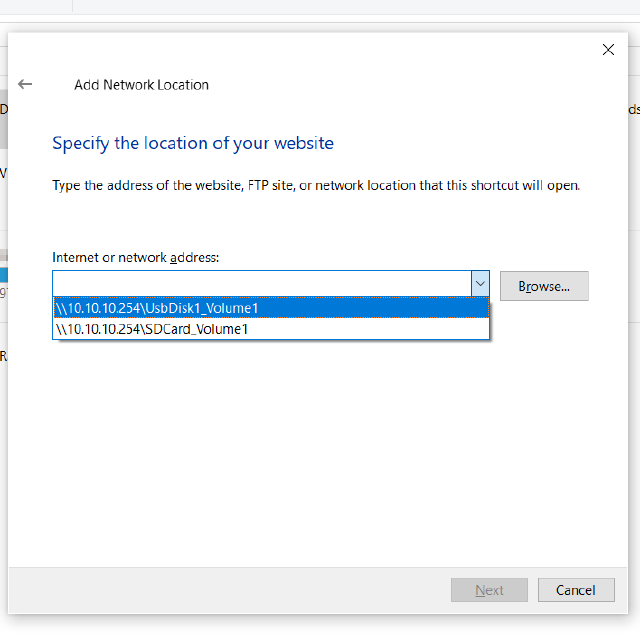 Add Network Location
Specify the location of your website
Type the address of the website, FTP site, or network location that this shortcut will open.
Internet or network address:
Browse...
\\10.10.10.254\UsbDisk1_Volume1
\\10.10.10.254\SDCard_Volume1
Next
Cancel